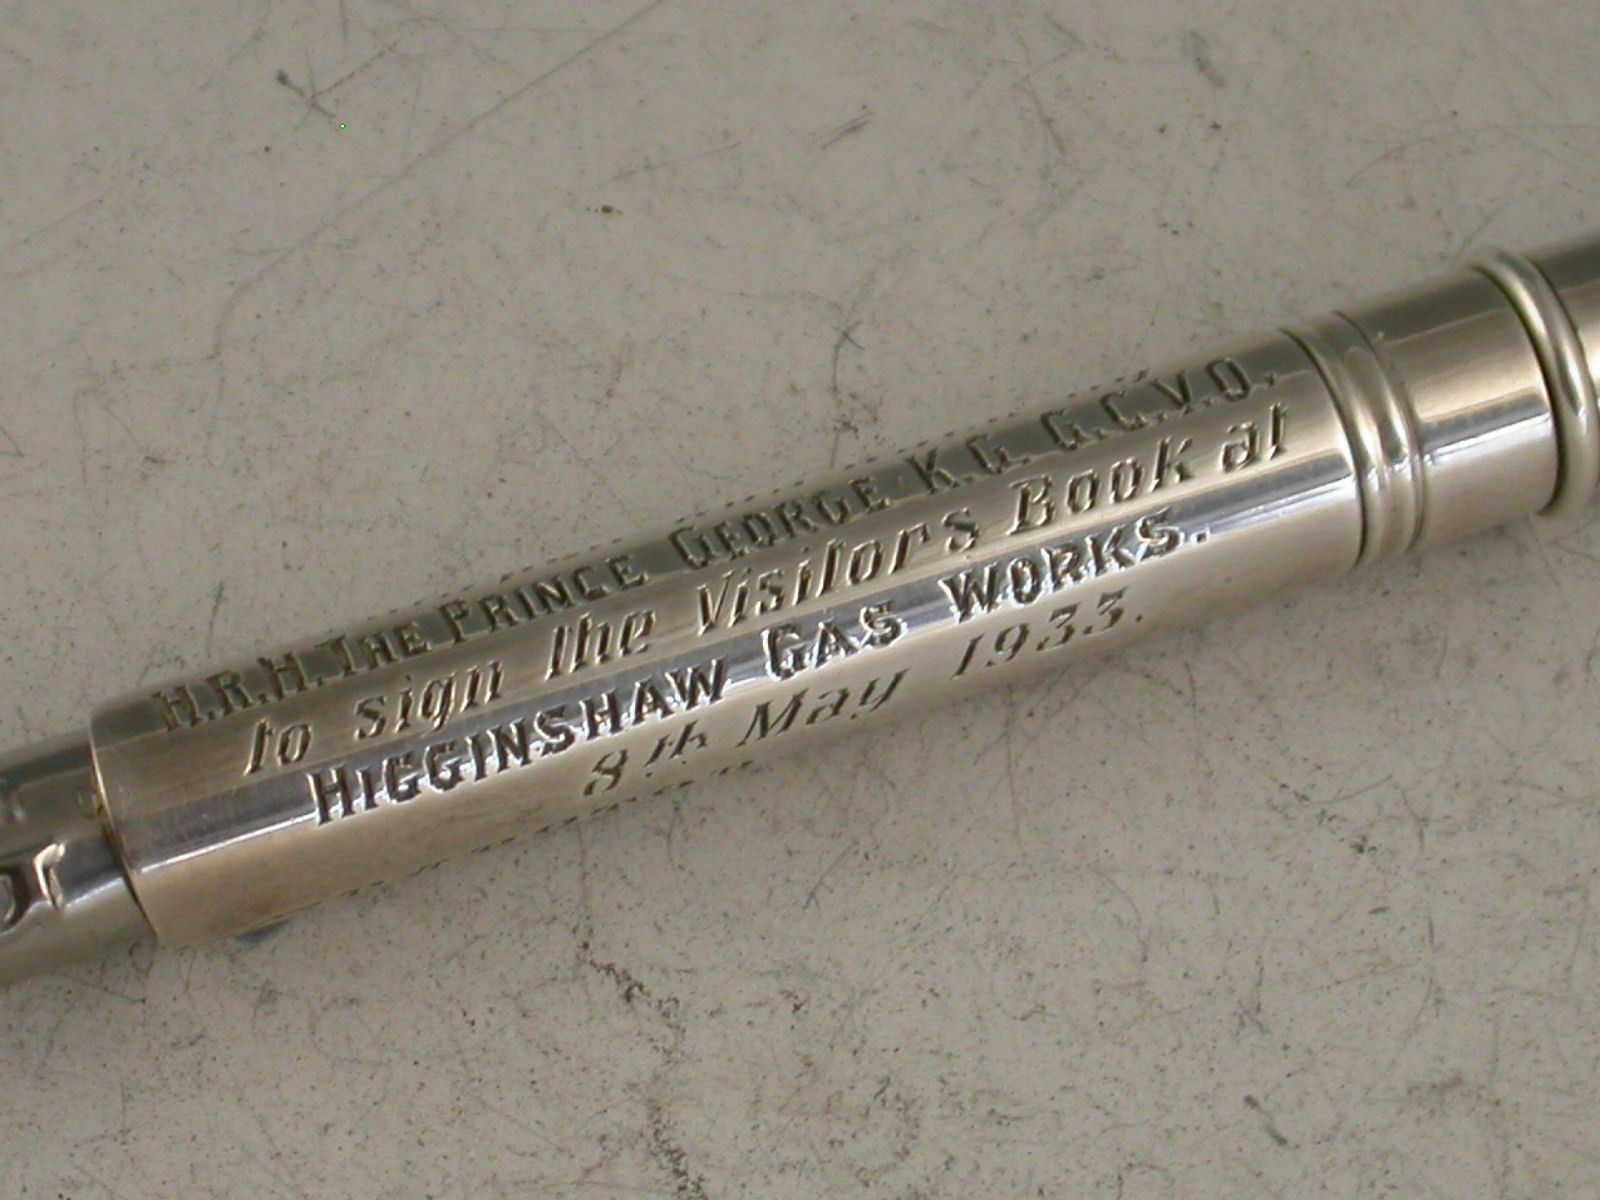 H.R.H. THE PRINCE GEORGE K.G. G.C.V.O.
to sign the Visitors Book at
HIGGINSHAW GAS WORKS.
8th May 1933.